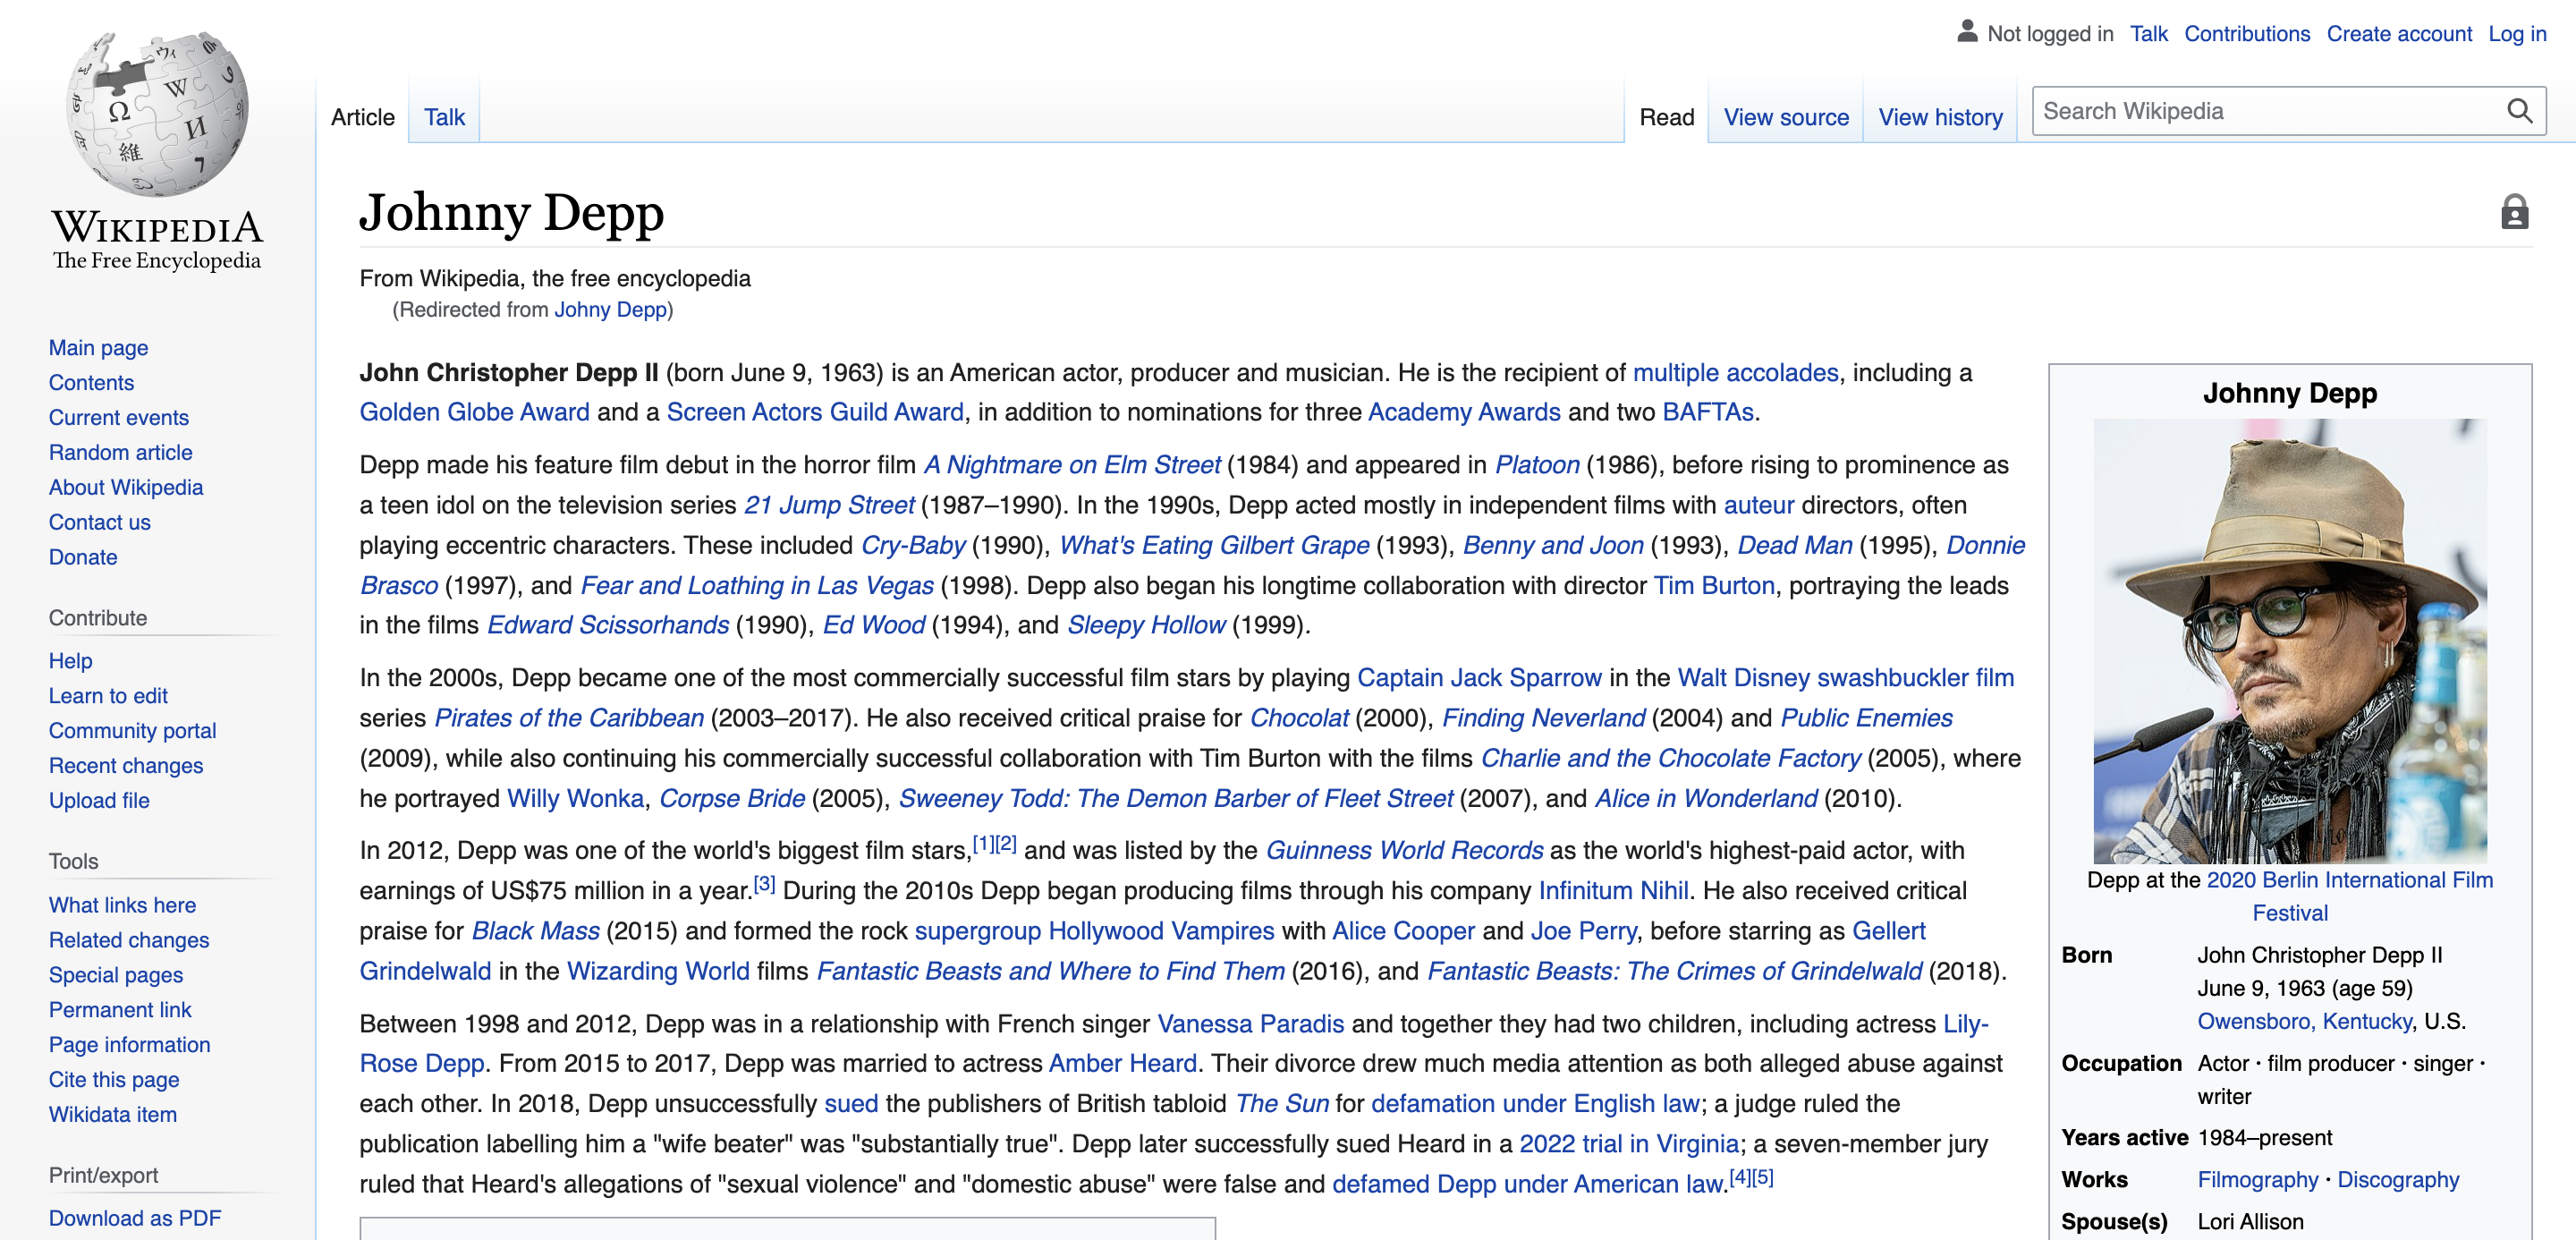 Not logged in Talk Contributions Create account Log in
Article Talk Read View source View history Search Wikipedia
Ω W И 維 7 ウィ
WIKIPEDIA
The Free Encyclopedia
Main page
Contents
Current events
Random article
About Wikipedia
Contact us
Donate
Contribute
Help
Learn to edit
Community portal
Recent changes
Upload file
Tools
What links here
Related changes
Special pages
Permanent link
Page information
Cite this page
Wikidata item
Print/export
Download as PDF
Johnny Depp
From Wikipedia, the free encyclopedia
(Redirected from Johny Depp)
John Christopher Depp II (born June 9, 1963) is an American actor, producer and musician. He is the recipient of multiple accolades, including a
Golden Globe Award and a Screen Actors Guild Award, in addition to nominations for three Academy Awards and two BAFTAs.
Depp made his feature film debut in the horror film A Nightmare on Elm Street (1984) and appeared in Platoon (1986), before rising to prominence as
a teen idol on the television series 21 Jump Street (1987–1990). In the 1990s, Depp acted mostly in independent films with auteur directors, often
playing eccentric characters. These included Cry-Baby (1990), What's Eating Gilbert Grape (1993), Benny and Joon (1993), Dead Man (1995), Donnie
Brasco (1997), and Fear and Loathing in Las Vegas (1998). Depp also began his longtime collaboration with director Tim Burton, portraying the leads
in the films Edward Scissorhands (1990), Ed Wood (1994), and Sleepy Hollow (1999).
In the 2000s, Depp became one of the most commercially successful film stars by playing Captain Jack Sparrow in the Walt Disney swashbuckler film
series Pirates of the Caribbean (2003–2017). He also received critical praise for Chocolat (2000), Finding Neverland (2004) and Public Enemies
(2009), while also continuing his commercially successful collaboration with Tim Burton with the films Charlie and the Chocolate Factory (2005), where
he portrayed Willy Wonka, Corpse Bride (2005), Sweeney Todd: The Demon Barber of Fleet Street (2007), and Alice in Wonderland (2010).
In 2012, Depp was one of the world's biggest film stars,[1][2] and was listed by the Guinness World Records as the world's highest-paid actor, with
earnings of US$75 million in a year.[3] During the 2010s Depp began producing films through his company Infinitum Nihil. He also received critical
praise for Black Mass (2015) and formed the rock supergroup Hollywood Vampires with Alice Cooper and Joe Perry, before starring as Gellert
Grindelwald in the Wizarding World films Fantastic Beasts and Where to Find Them (2016), and Fantastic Beasts: The Crimes of Grindelwald (2018).
Between 1998 and 2012, Depp was in a relationship with French singer Vanessa Paradis and together they had two children, including actress Lily-
Rose Depp. From 2015 to 2017, Depp was married to actress Amber Heard. Their divorce drew much media attention as both alleged abuse against
each other. In 2018, Depp unsuccessfully sued the publishers of British tabloid The Sun for defamation under English law; a judge ruled the
publication labelling him a "wife beater" was "substantially true". Depp later successfully sued Heard in a 2022 trial in Virginia; a seven-member jury
ruled that Heard's allegations of "sexual violence" and "domestic abuse" were false and defamed Depp under American law.[4][5]
Johnny Depp
Depp at the 2020 Berlin International Film
Festival
Born John Christopher Depp II
June 9, 1963 (age 59)
Owensboro, Kentucky, U.S.
Occupation Actor · film producer · singer ·
writer
Years active 1984–present
Works Filmography · Discography
Spouse(s) Lori Allison